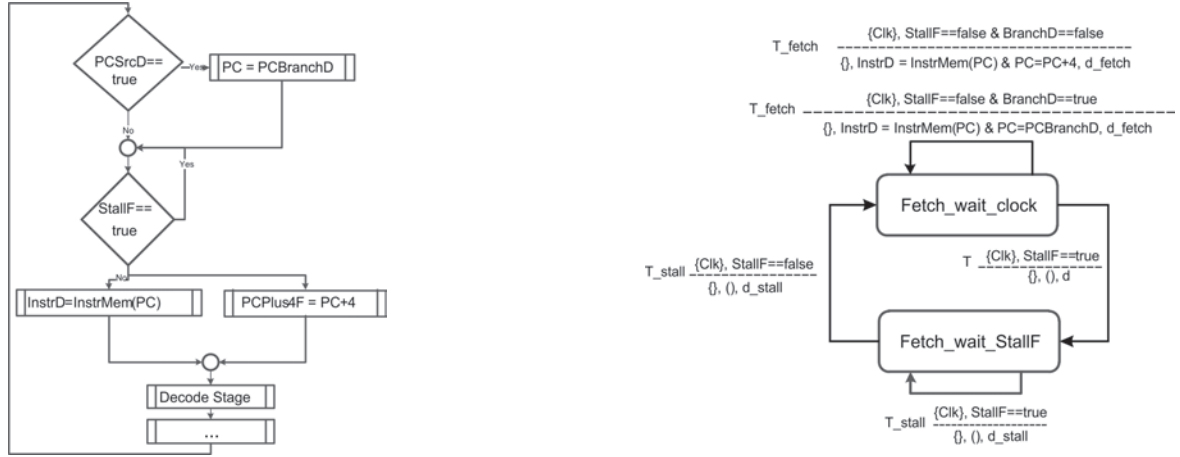 PCSrcD==
true
Yes
PC = PCBranchD
No
Yes
StallF==
true
No
InstrD=InstrMem(PC)
PCPlus4F = PC+4
Decode Stage
...
T_fetch
{Clk}, StallF==false & BranchD==false
{}, InstrD = InstrMem(PC) & PC=PC+4, d_fetch
T_fetch
{Clk}, StallF==false & BranchD==true
{}, InstrD = InstrMem(PC) & PC=PCBranchD, d_fetch
Fetch_wait_clock
T_stall
{Clk}, StallF==false
{}, (), d_stall
T
{Clk}, StallF==true
{}, (), d
Fetch_wait_StallF
T_stall
{Clk}, StallF==true
{}, (), d_stall